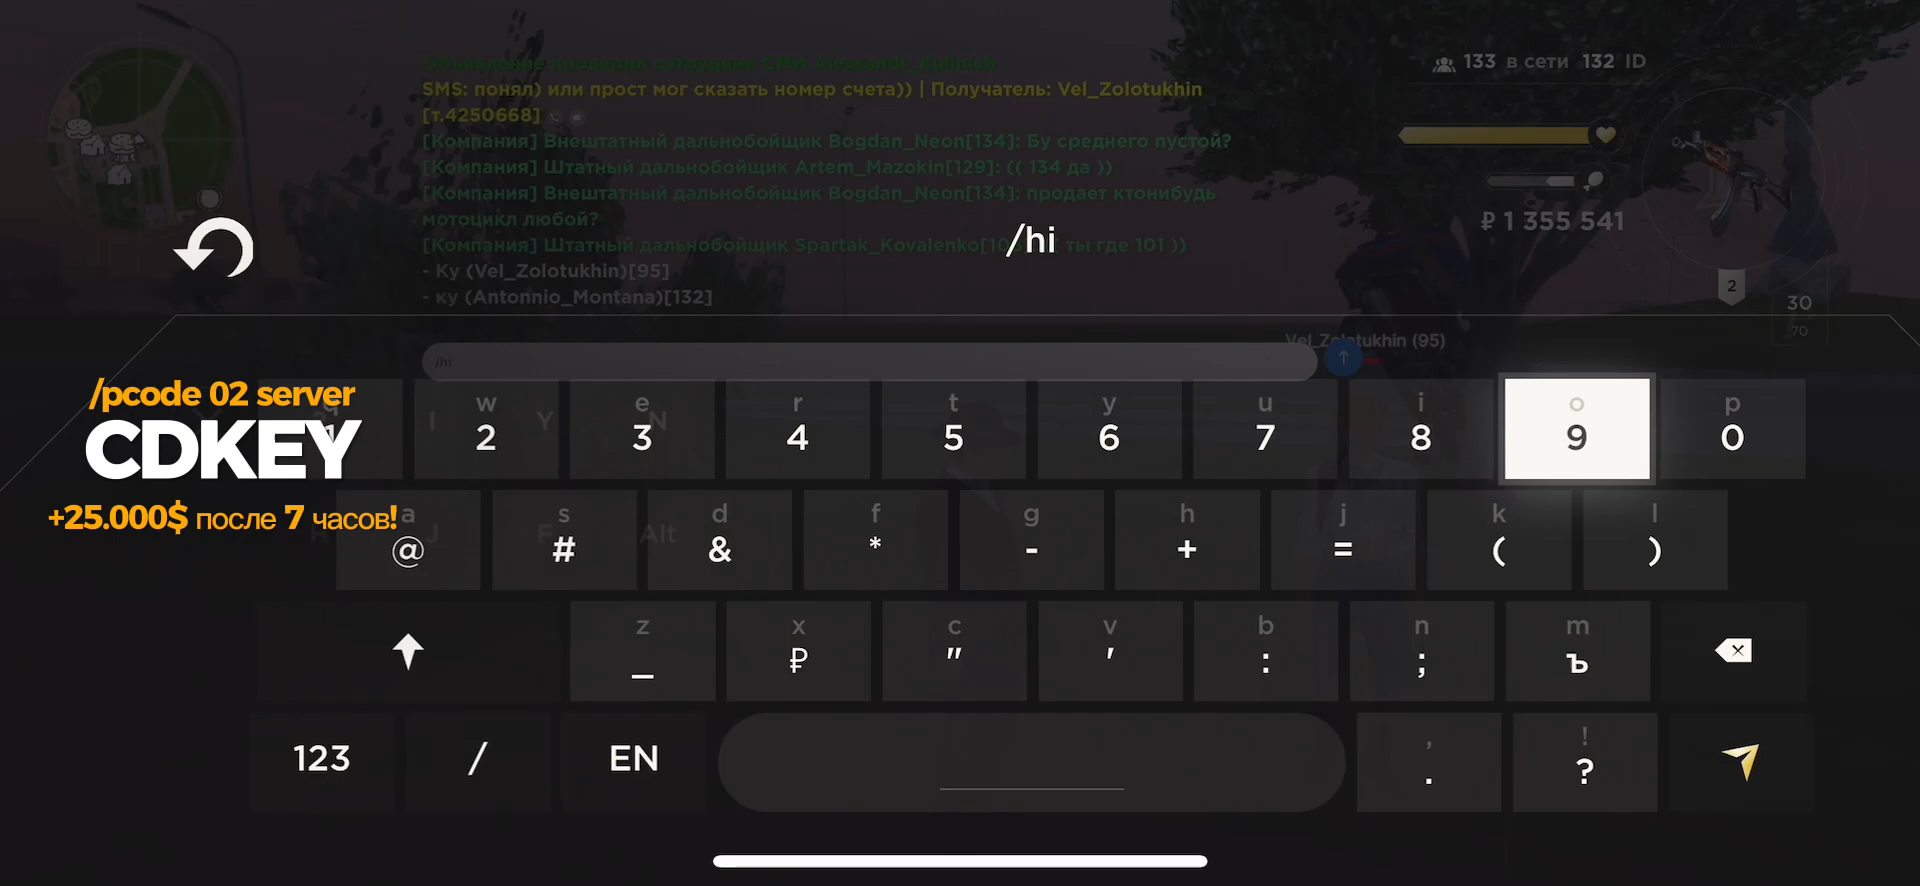 133 в сети 132 ID
SMS: понял) или прост мог сказать номер счета)) | Получатель: Vel_Zolotukhin
[т.4250668]
[Компания] Внештатный дальнобойщик Bogdan_Neon[134]: Бу среднего пустой?
[Компания] Штатный дальнобойщик Artem_Mazokin[129]: (( 134 да ))
[Компания] Внештатный дальнобойщик Bogdan_Neon[134]: продает ктонибудь
мотоцикл любой?
₽ 1 355 541
/hi
[Компания] Штатный дальнобойщик Spartak_Kovalenko[10 ты где 101 ))
- Ку (Vel_Zolotukhin)[95]
- ку (Antonnio_Montana)[132]
2
30
70
Vel_Zolotukhin (95)
/hi
/pcode 02 server
CDKEY
+25.000$ после 7 часов!
q w e r t y u i o p
1 2 3 4 5 6 7 8 9 0
I Y N
a s d f g h j k l
@ # & * - + = ( )
H J F Alt
z x c v b n m
_ ₽ " ' : ; ъ
, !
123 / EN . ?